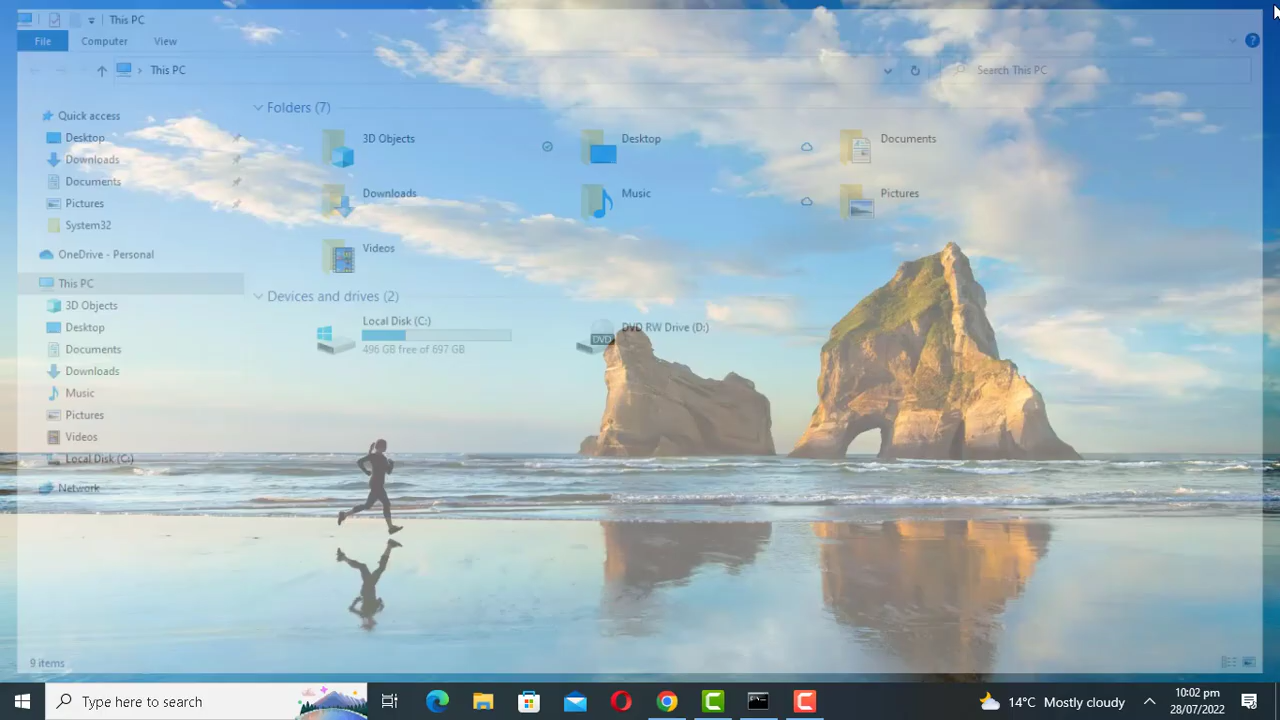 This PC
File Computer View
This PC
Search This PC
Quick access
Desktop
Downloads
Documents
Pictures
System32
OneDrive - Personal
This PC
3D Objects
Desktop
Documents
Downloads
Music
Pictures
Videos
Local Disk (C:)
Network
Folders (7)
3D Objects
Desktop
Documents
Downloads
Music
Pictures
Videos
Devices and drives (2)
Local Disk (C:)
496 GB free of 697 GB
DVD RW Drive (D:)
DVD
9 items
Type here to search
14°C Mostly cloudy
10:02 pm
28/07/2022